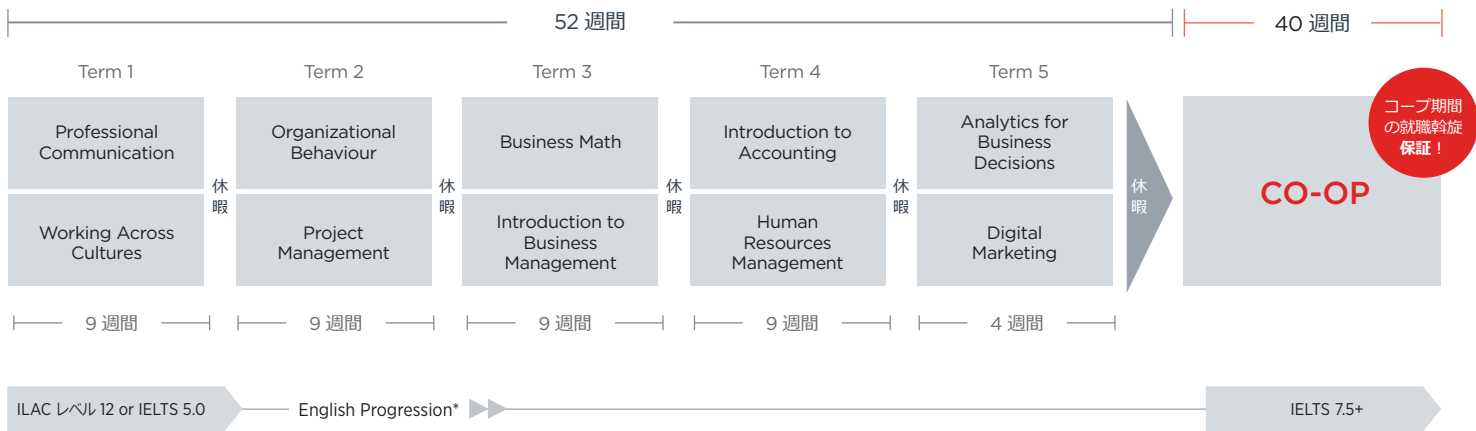 52 週間
40 週間
Term 1
Term 2
Term 3
Term 4
Term 5
コープ期間
の就職斡旋
保証！
Professional
Communication
Organizational
Behaviour
Business Math
Introduction to
Accounting
Analytics for
Business
Decisions
休
暇
休
暇
休
暇
休
暇
休
暇
CO-OP
Working Across
Cultures
Project
Management
Introduction to
Business
Management
Human
Resources
Management
Digital
Marketing
9 週間
9 週間
9 週間
9 週間
4 週間
ILAC レベル 12 or IELTS 5.0
English Progression*
IELTS 7.5+